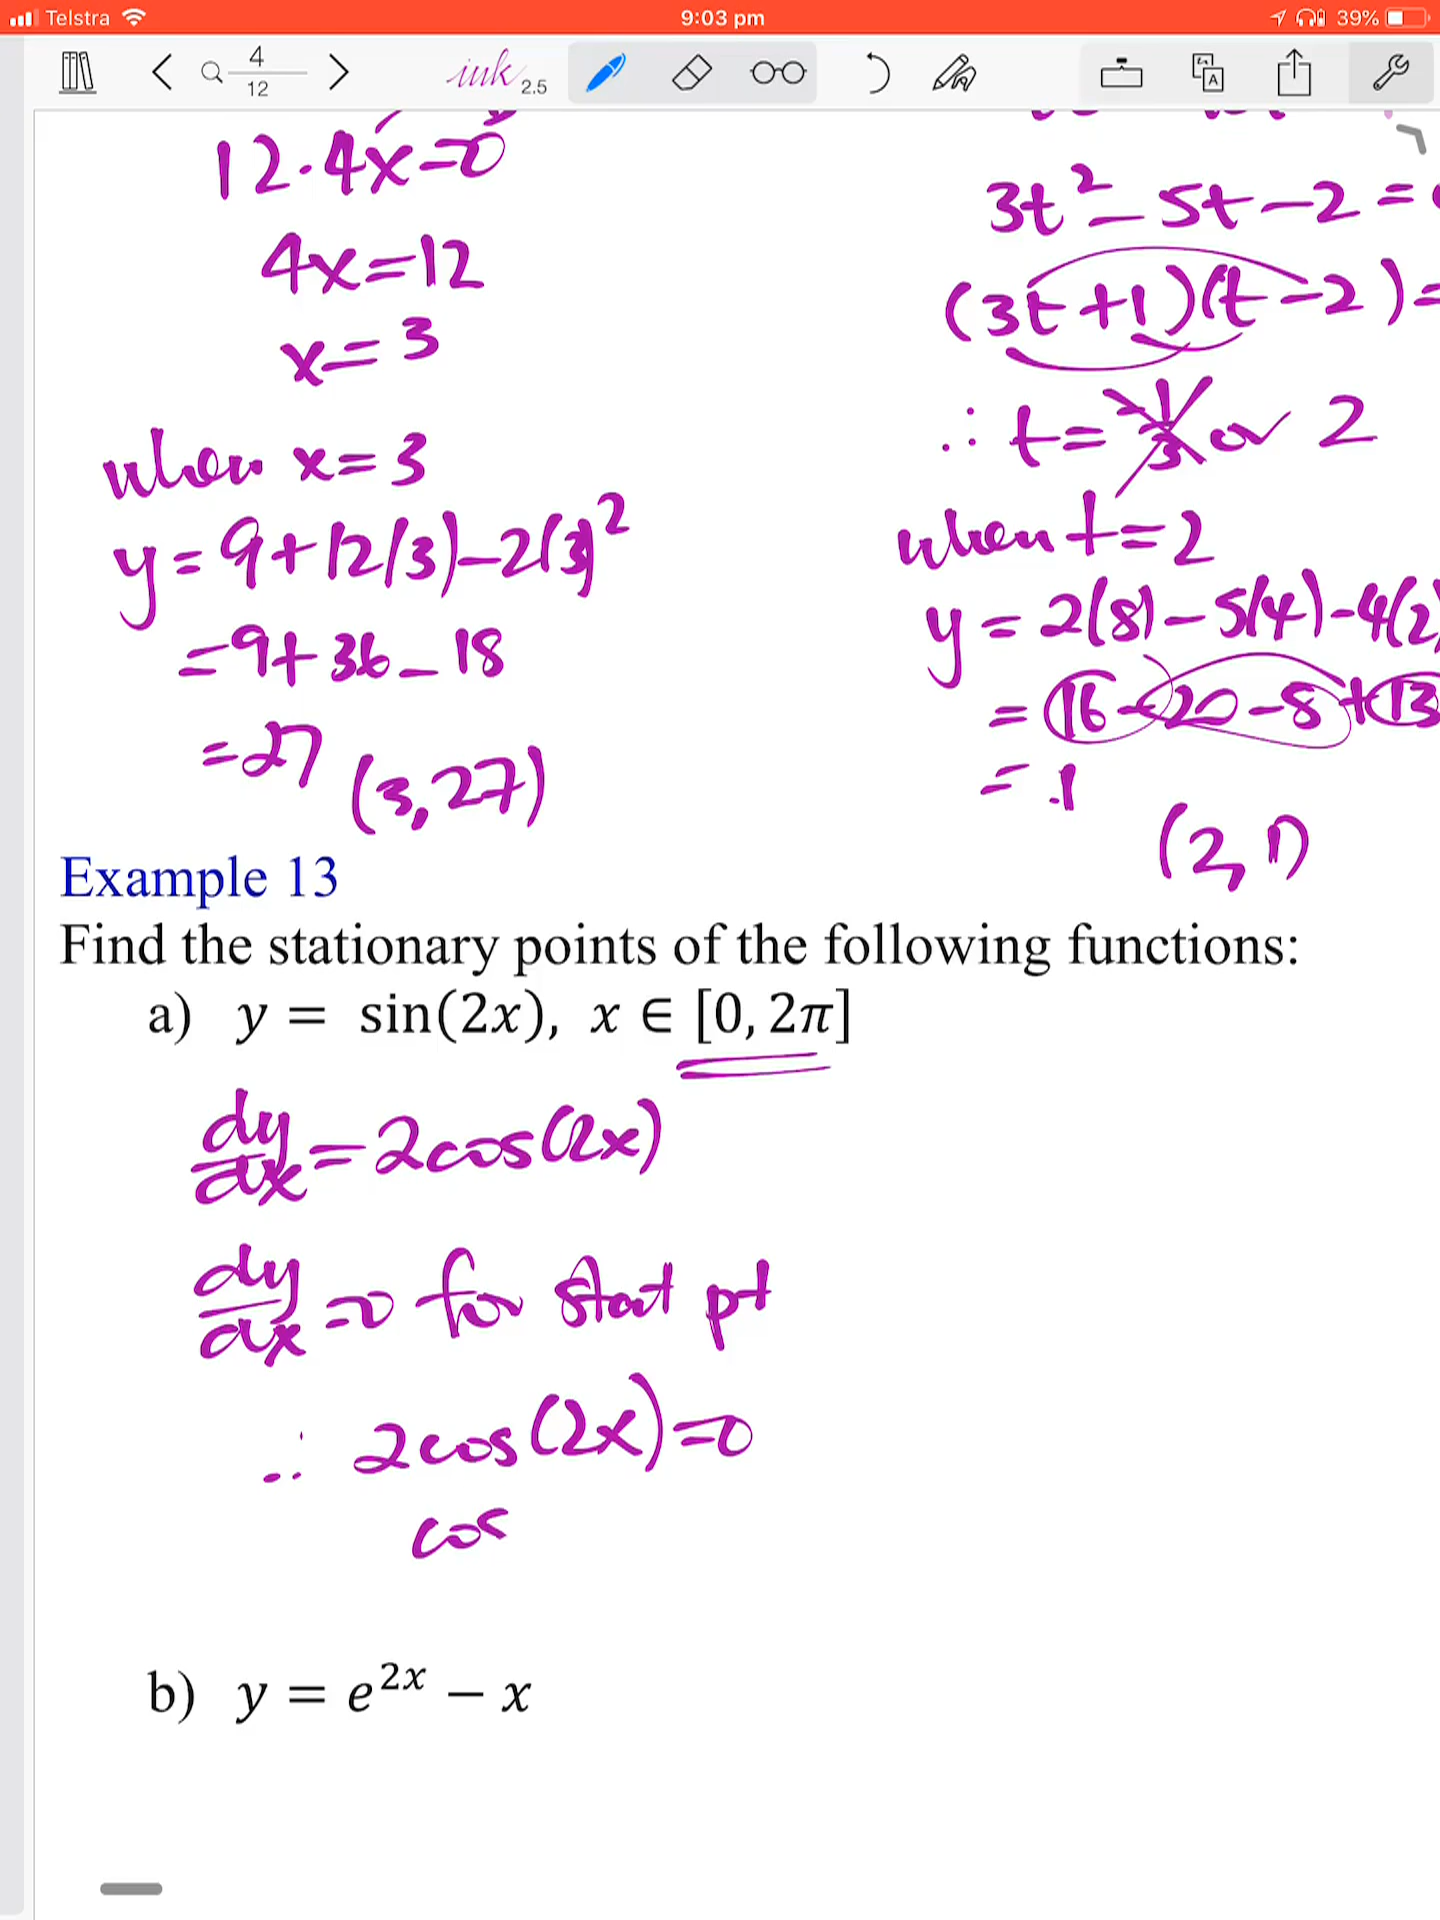 Telstra 9:03 pm 39%
4
12
ink 2.5
12-4x=0
4x=12
x=3
when x=3
y=9+12(3)-2(3)²
=9+36-18
=27 (3,27)
3t²-5t-2=
(3t+1)(t-2)=
∴ t=-1/3 or 2
when t=2
y=2(8)-5(4)-4(2)
=16-20-8+13
=1
(2,1)
Example 13
Find the stationary points of the following functions:
a) y = sin(2x), x ∈ [0, 2π]
dy/dx=2cos(2x)
dy/dx=0 for stat pt
∴ 2cos(2x)=0
cos
b) y = e²ˣ − x